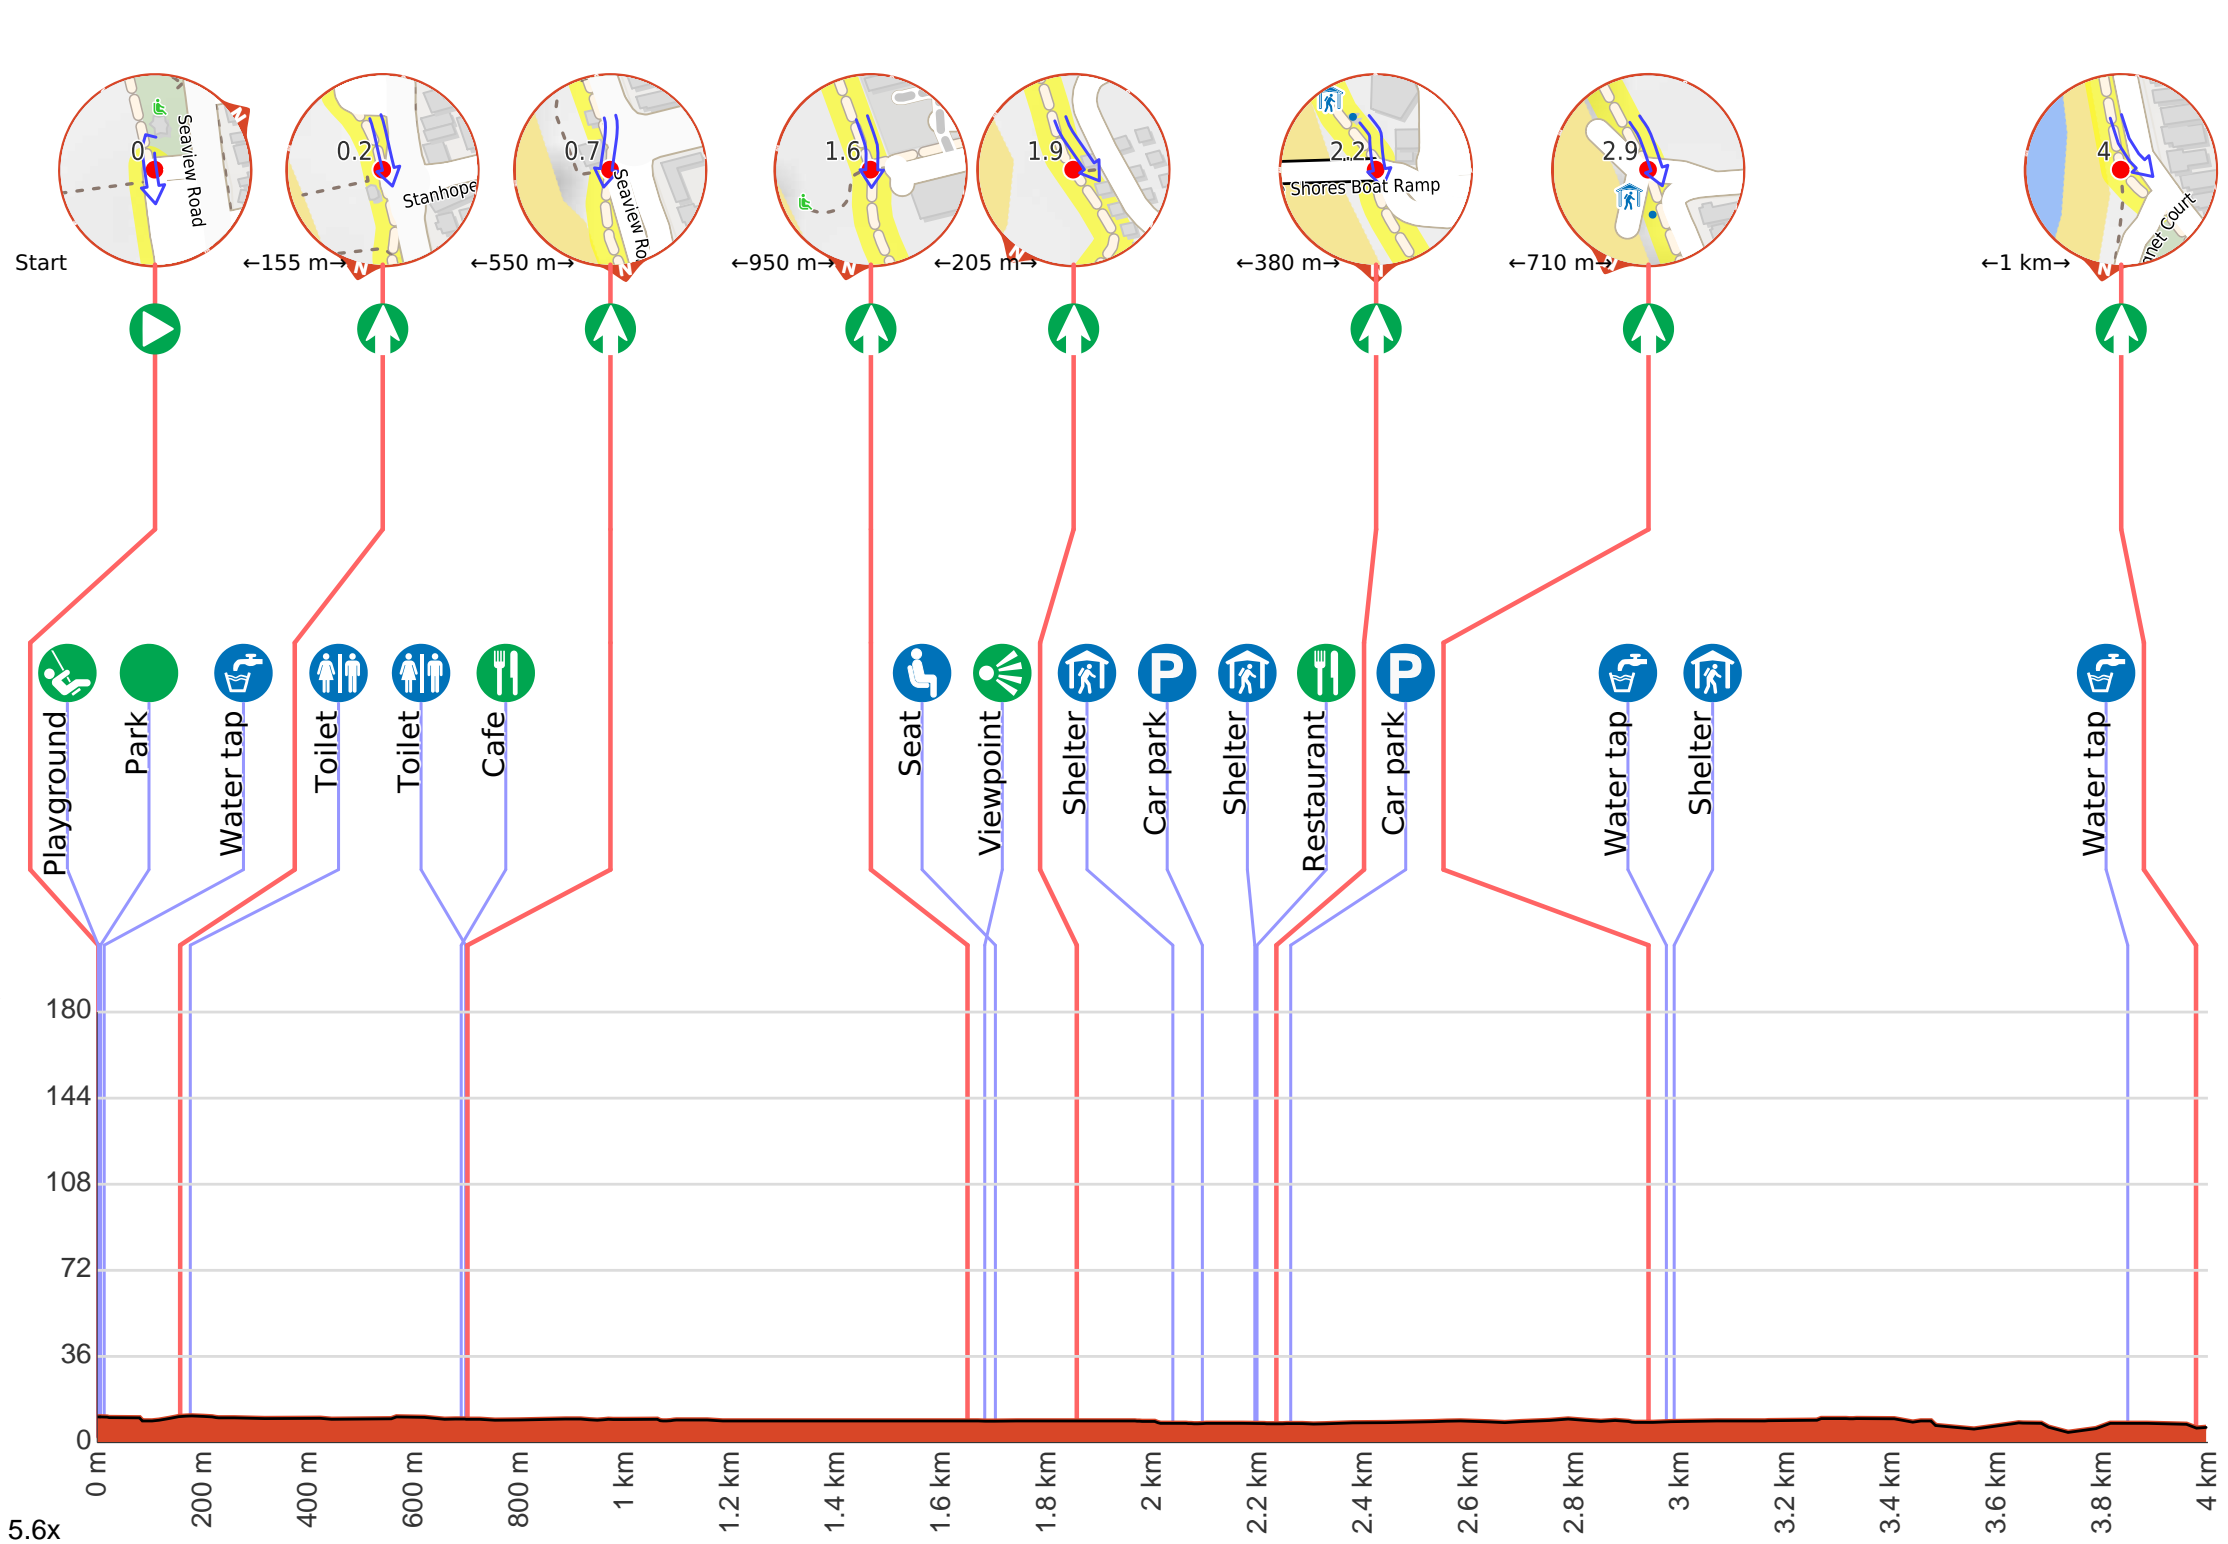 0
Seaview Road
N
0.2
Stanhope
N
0.7
Seaview Ro
N
1.6
N
1.9
N
2.2
Shores Boat Ramp
N
2.9
N
4
nnet Court
N
Start
←155 m→
←550 m→
←950 m→
←205 m→
←380 m→
←710 m→
←1 km→
P
P
Playground
Park
Water tap
Toilet
Toilet
Cafe
Seat
Viewpoint
Shelter
Car park
Shelter
Restaurant
Car park
Water tap
Shelter
Water tap
180
144
108
72
36
0
0 m
200 m
400 m
600 m
800 m
1 km
1.2 km
1.4 km
1.6 km
1.8 km
2 km
2.2 km
2.4 km
2.6 km
2.8 km
3 km
3.2 km
3.4 km
3.6 km
3.8 km
4 km
5.6x